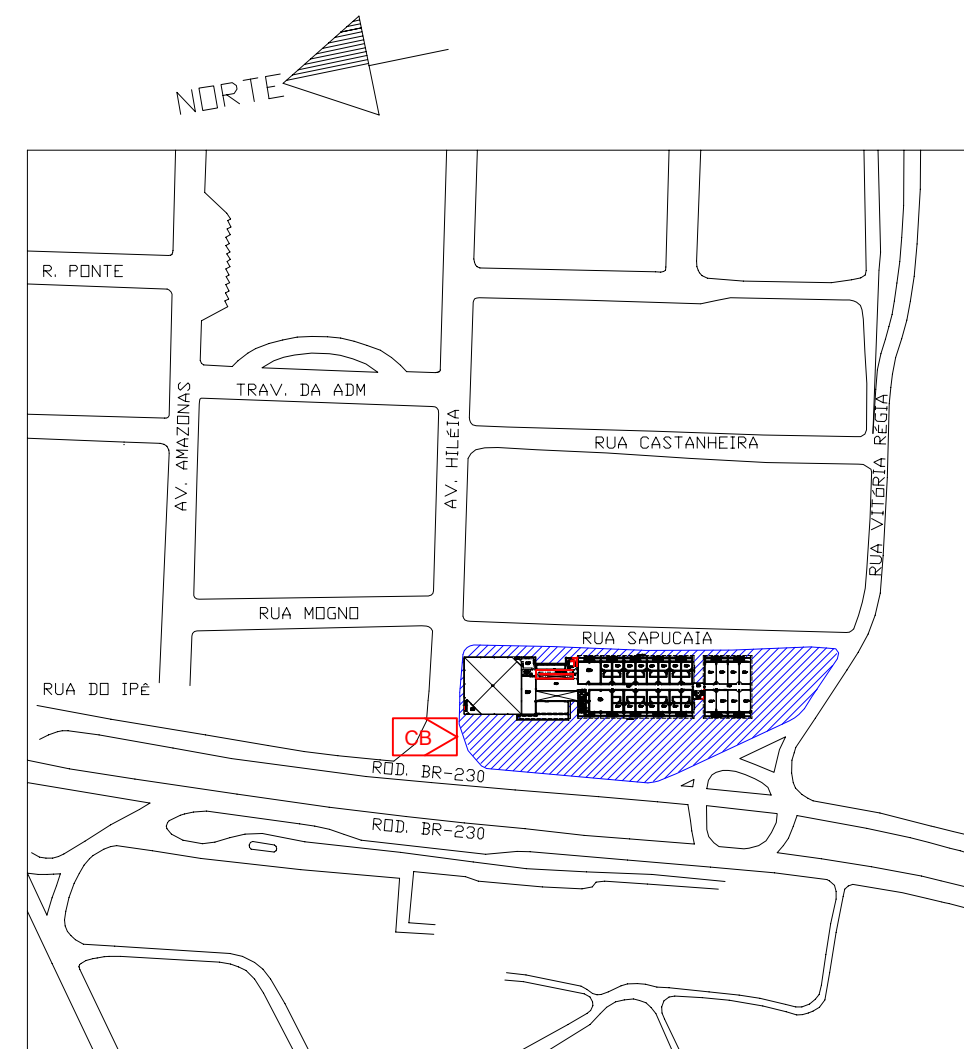 NORTE
R. PONTE
TRAV. DA ADM
AV. AMAZONAS
AV. HILÉIA
RUA CASTANHEIRA
RUA VITÓRIA RÉGIA
RUA MOGNO
RUA SAPUCAIA
RUA DO IPÊ
CB
ROD. BR-230
ROD. BR-230